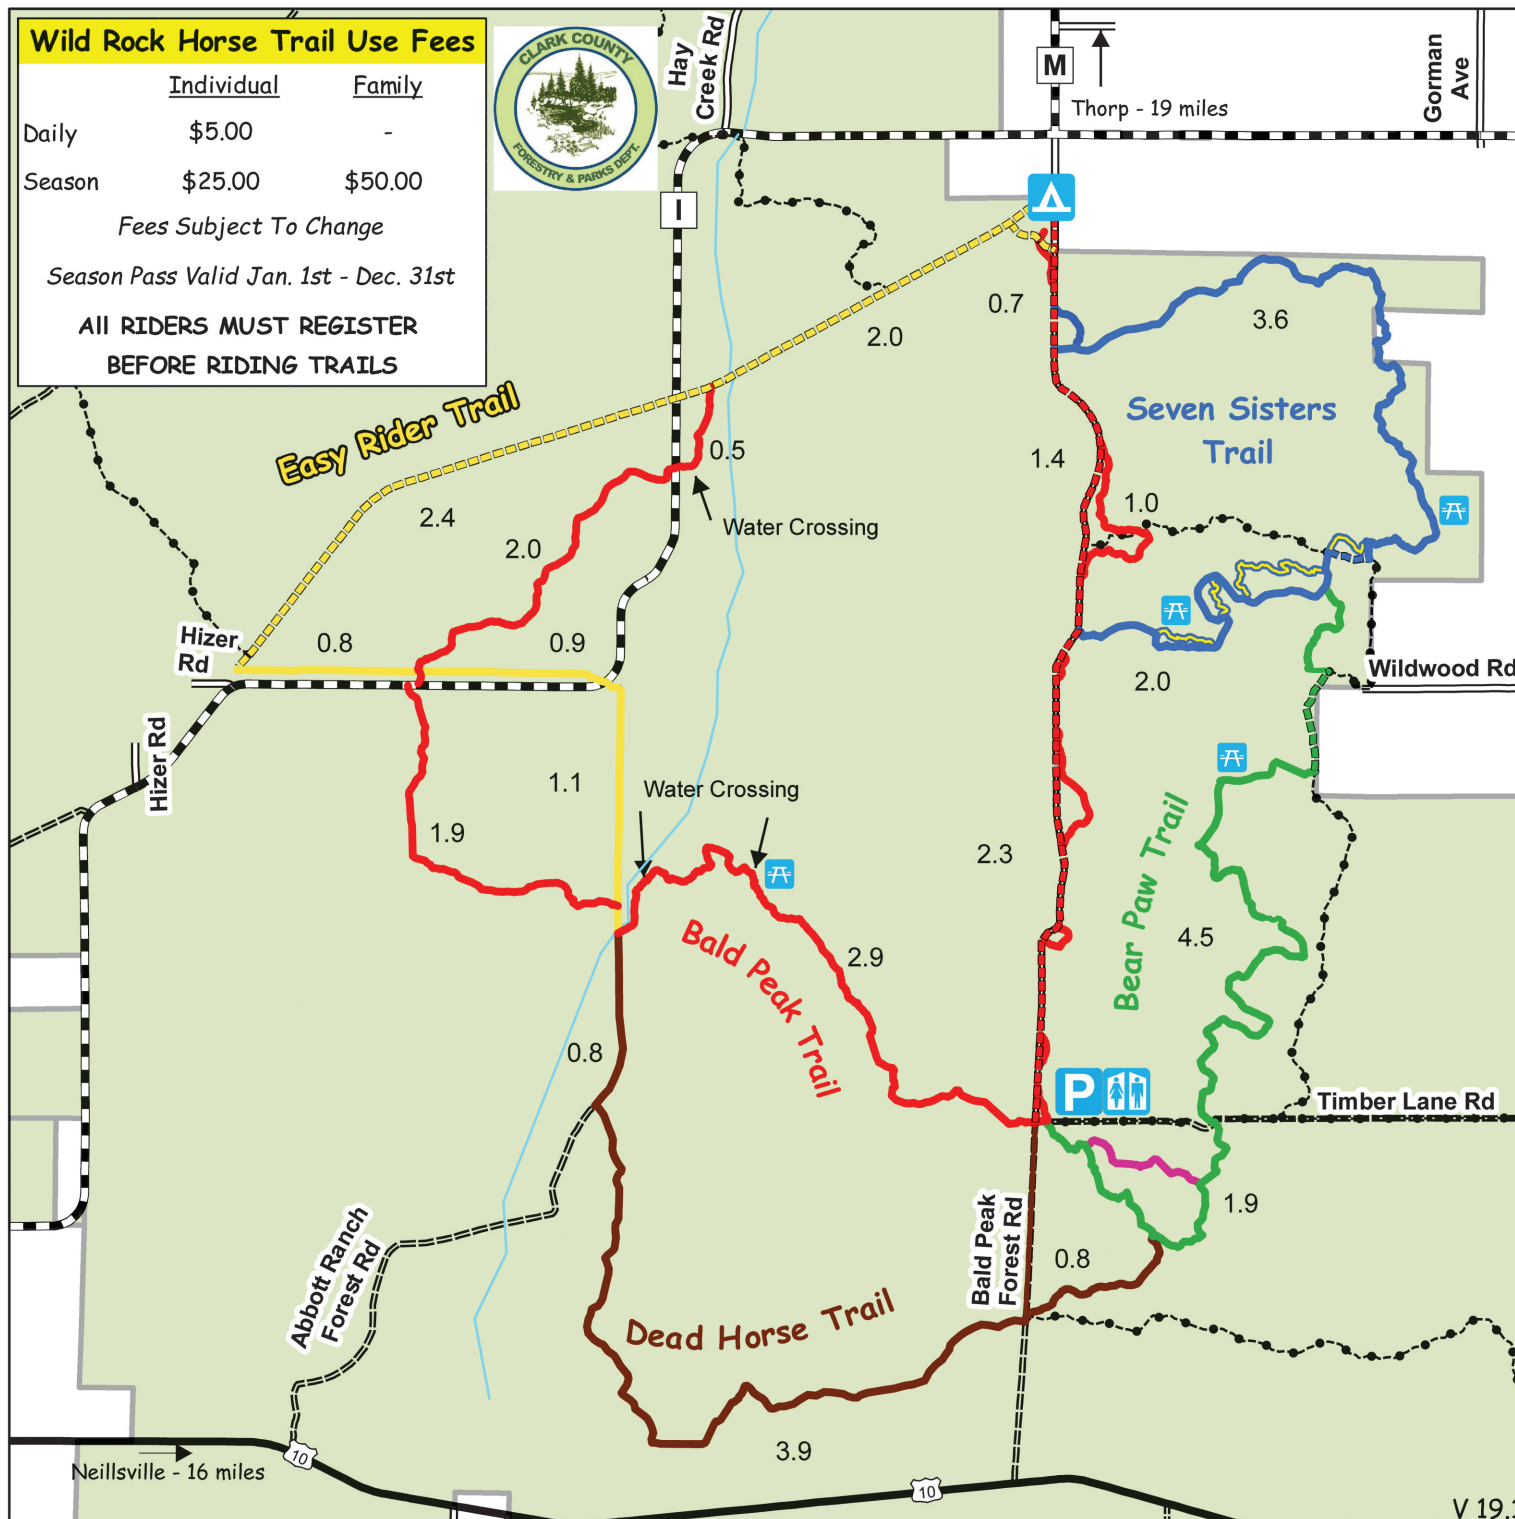 Wild Rock Horse Trail Use Fees
Individual Family
Daily $5.00 -
Season $25.00 $50.00
Fees Subject To Change
Season Pass Valid Jan. 1st - Dec. 31st
All RIDERS MUST REGISTER
BEFORE RIDING TRAILS
CLARK COUNTY
FORESTRY & PARKS DEPT.
Hay
Creek Rd
M
Thorp - 19 miles
Gorman
Ave
I
0.7
3.6
2.0
Easy Rider Trail
Seven Sisters
Trail
0.5
1.4
1.0
Water Crossing
2.4
2.0
Hizer
Rd
0.8
0.9
2.0
Wildwood Rd
Hizer Rd
1.1
Water Crossing
1.9
2.3
Bear Paw Trail
4.5
Bald Peak Trail
2.9
0.8
P
Timber Lane Rd
1.9
Bald Peak
Forest Rd
0.8
Abbott Ranch
Forest Rd
Dead Horse Trail
3.9
10
Neillsville - 16 miles
10
V 19.